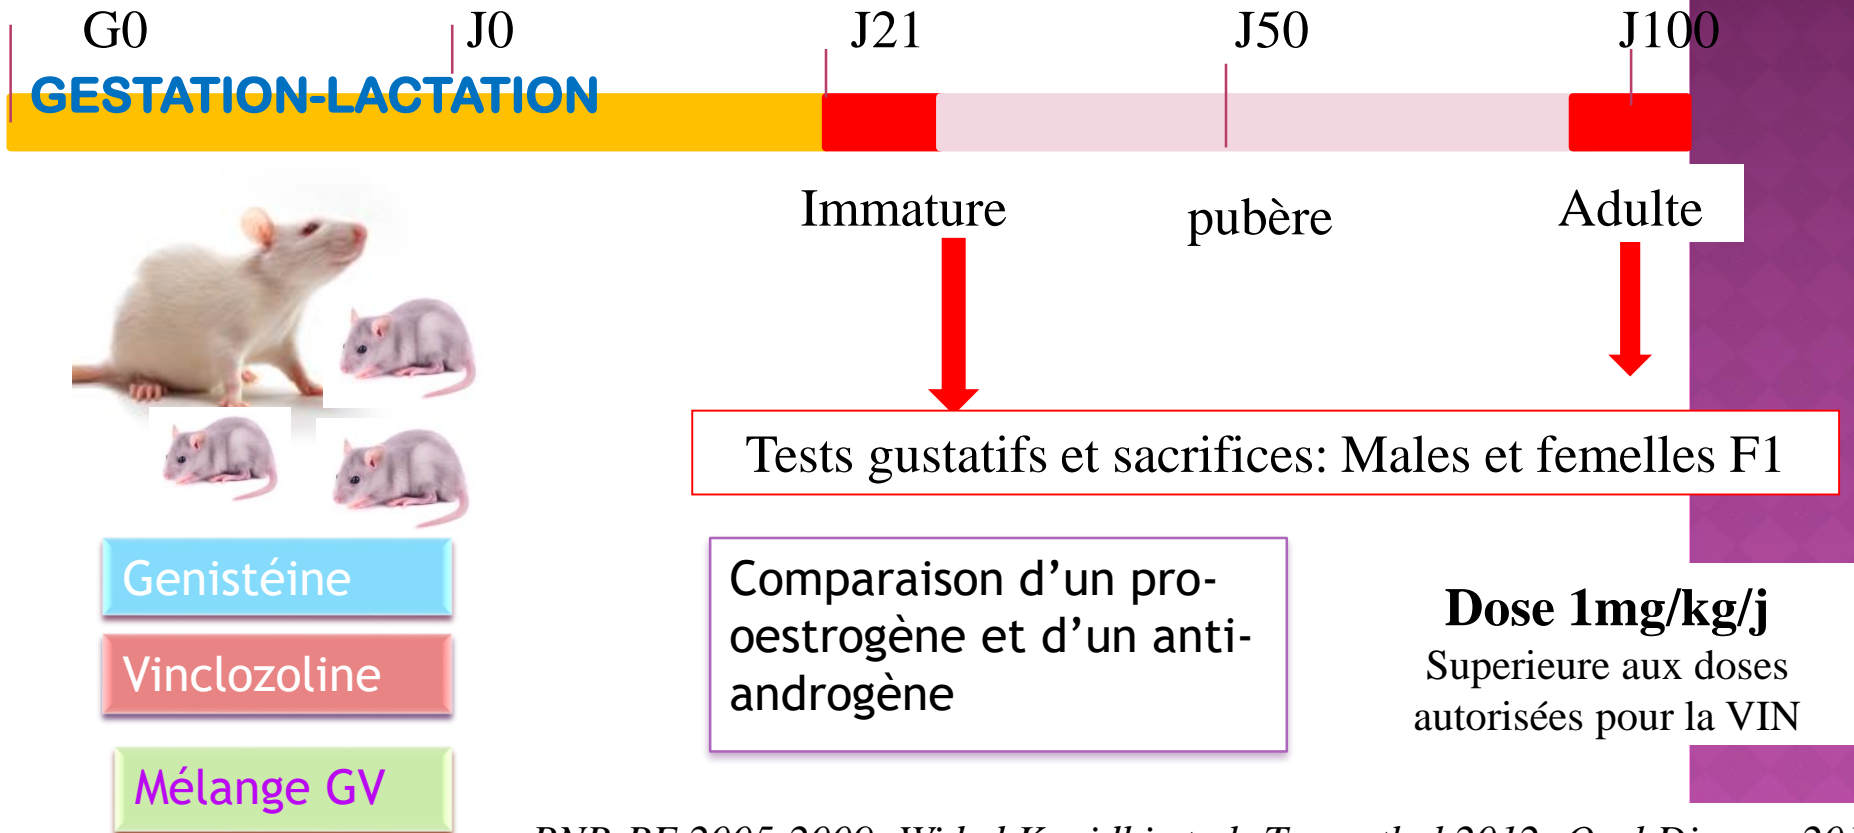 G0 J0 J21 J50 J100
GESTATION-LACTATION
Immature pubère Adulte
Tests gustatifs et sacrifices: Males et femelles F1
Genistéine
Vinclozoline
Mélange GV
Comparaison d’un pro-
oestrogène et d’un anti-
androgène
Dose 1mg/kg/j
Superieure aux doses
autorisées pour la VIN
2005-2009